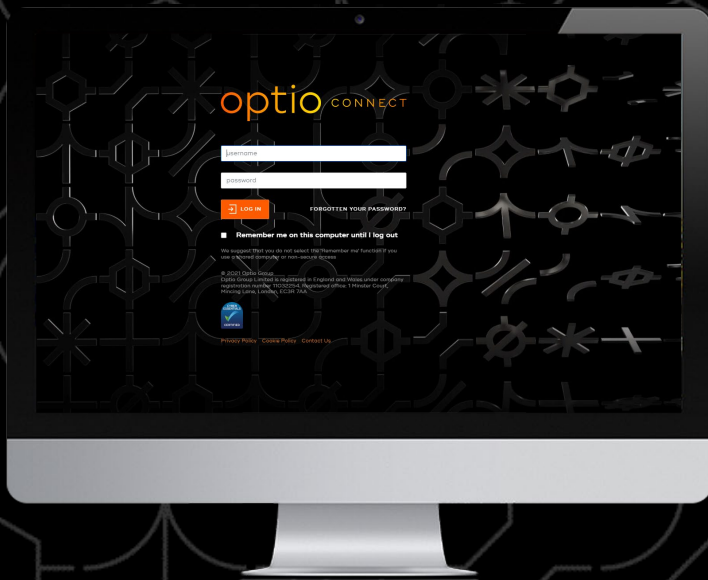 optio CONNECT
username
password
LOG IN
FORGOTTEN YOUR PASSWORD?
Remember me on this computer until I log out
We suggest that you do not select the 'Remember me' function if you
use a shared computer or non-secure access
© 2021 Optio Group
Optio Group Limited is registered in England and Wales under company
registration number 11032254. Registered office: 1 Minster Court,
Mincing Lane, London, EC3R 7AA
CYBER
ESSENTIALS
CERTIFIED
Privacy Policy Cookie Policy Contact Us